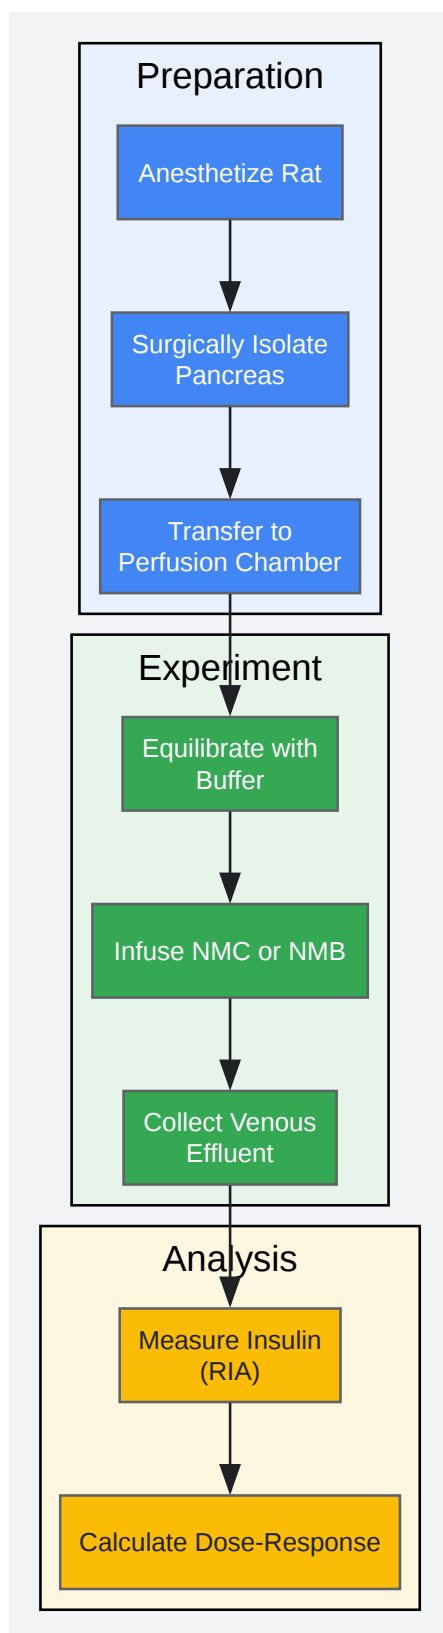 Preparation
Anesthetize Rat
Surgically Isolate
Pancreas
Transfer to
Perfusion Chamber
Experiment
Equilibrate with
Buffer
Infuse NMC or NMB
Collect Venous
Effluent
Analysis
Measure Insulin
(RIA)
Calculate Dose-Response